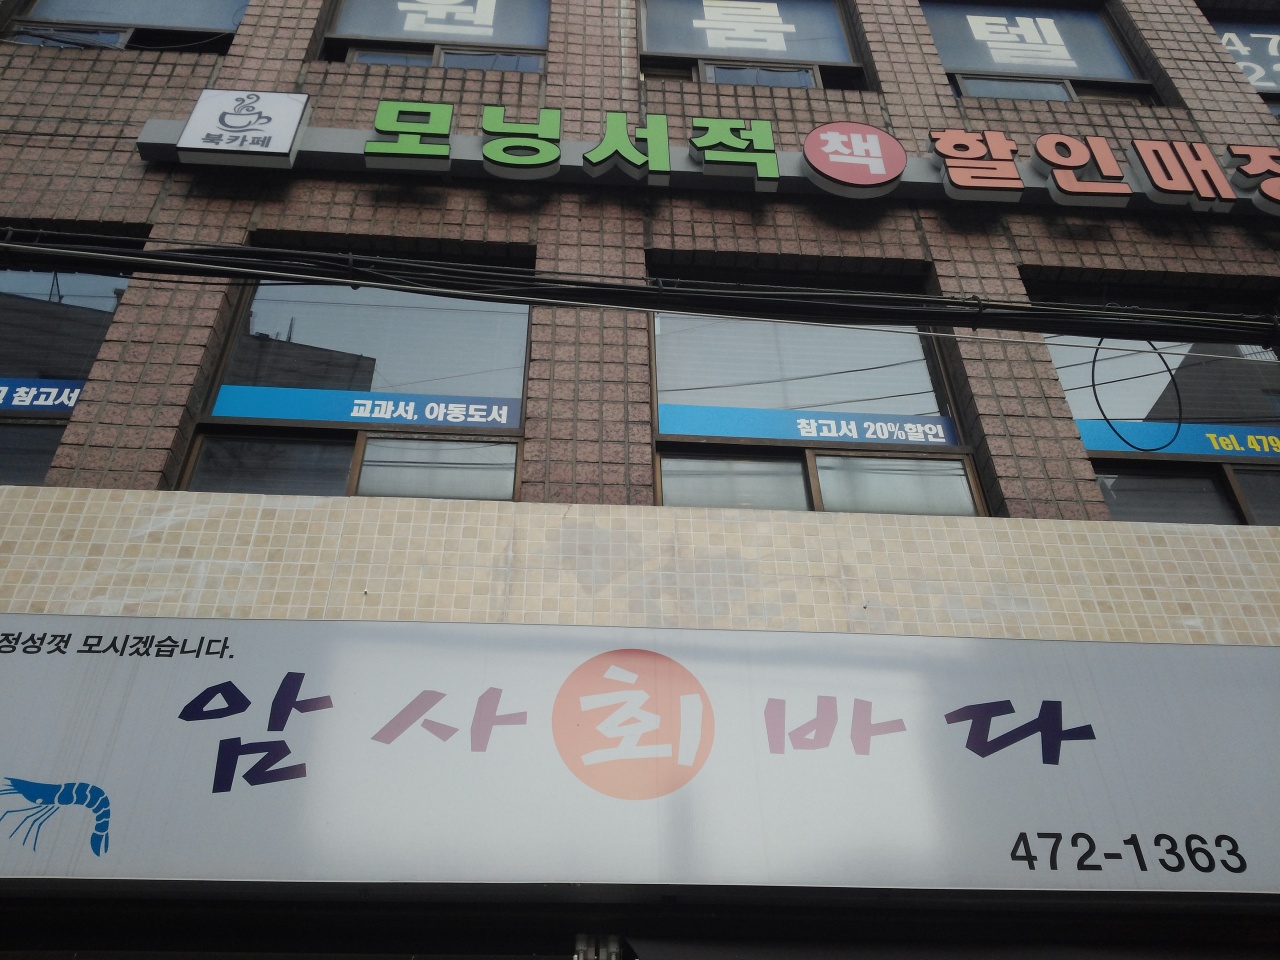 원룸텔
북카페
모닝서적 책 할인매장
참고서
교과서, 아동도서
참고서 20%할인
Tel. 479
정성껏 모시겠습니다.
암사회바다
472-1363